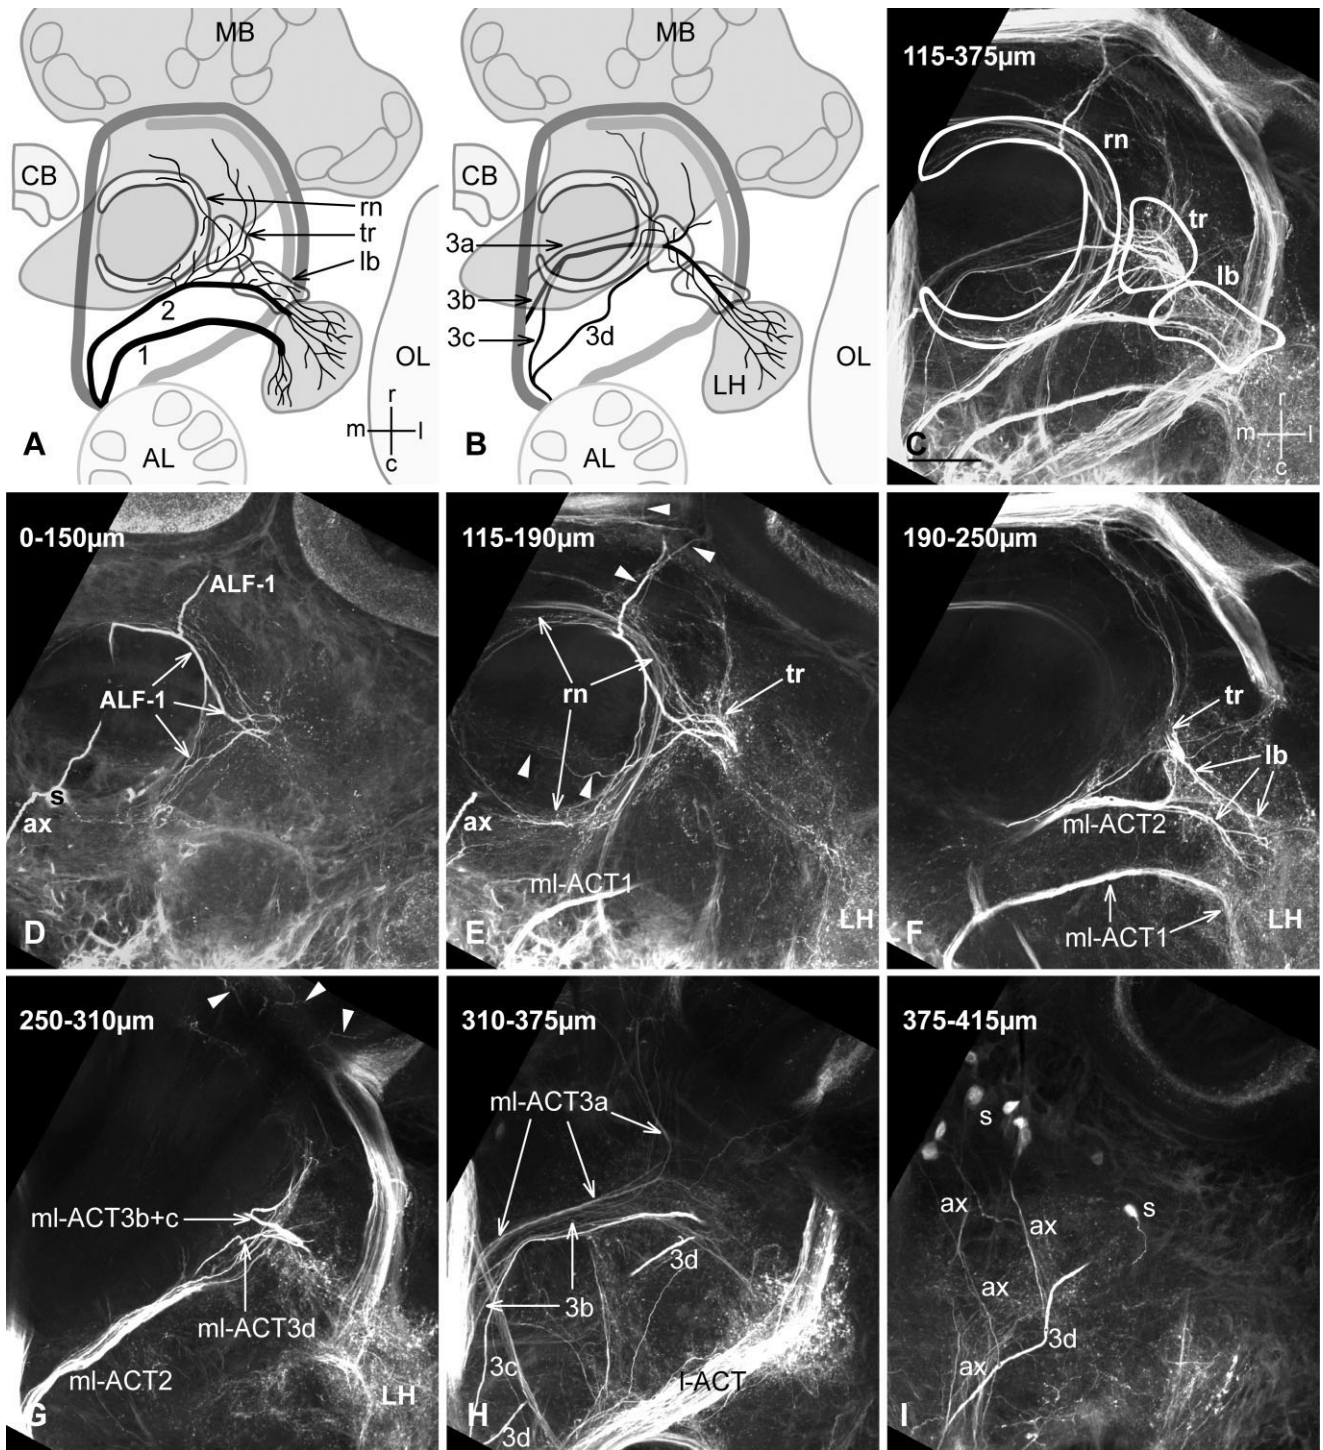 MB
CB
rn
tr
lb
2
1
OL
r
m
l
c
AL
A
MB
CB
3a
3b
3c
3d
OL
LH
AL
B
115-375µm
rn
tr
lb
r
m
l
c
C
0-150µm
ALF-1
ALF-1
s
ax
D
115-190µm
rn
tr
ax
ml-ACT1
LH
E
190-250µm
tr
lb
ml-ACT2
ml-ACT1
LH
F
250-310µm
ml-ACT3b+c
ml-ACT3d
ml-ACT2
LH
G
310-375µm
ml-ACT3a
3d
3b
3c
l-ACT
3d
H
375-415µm
s
ax
ax
s
ax
3d
ax
I